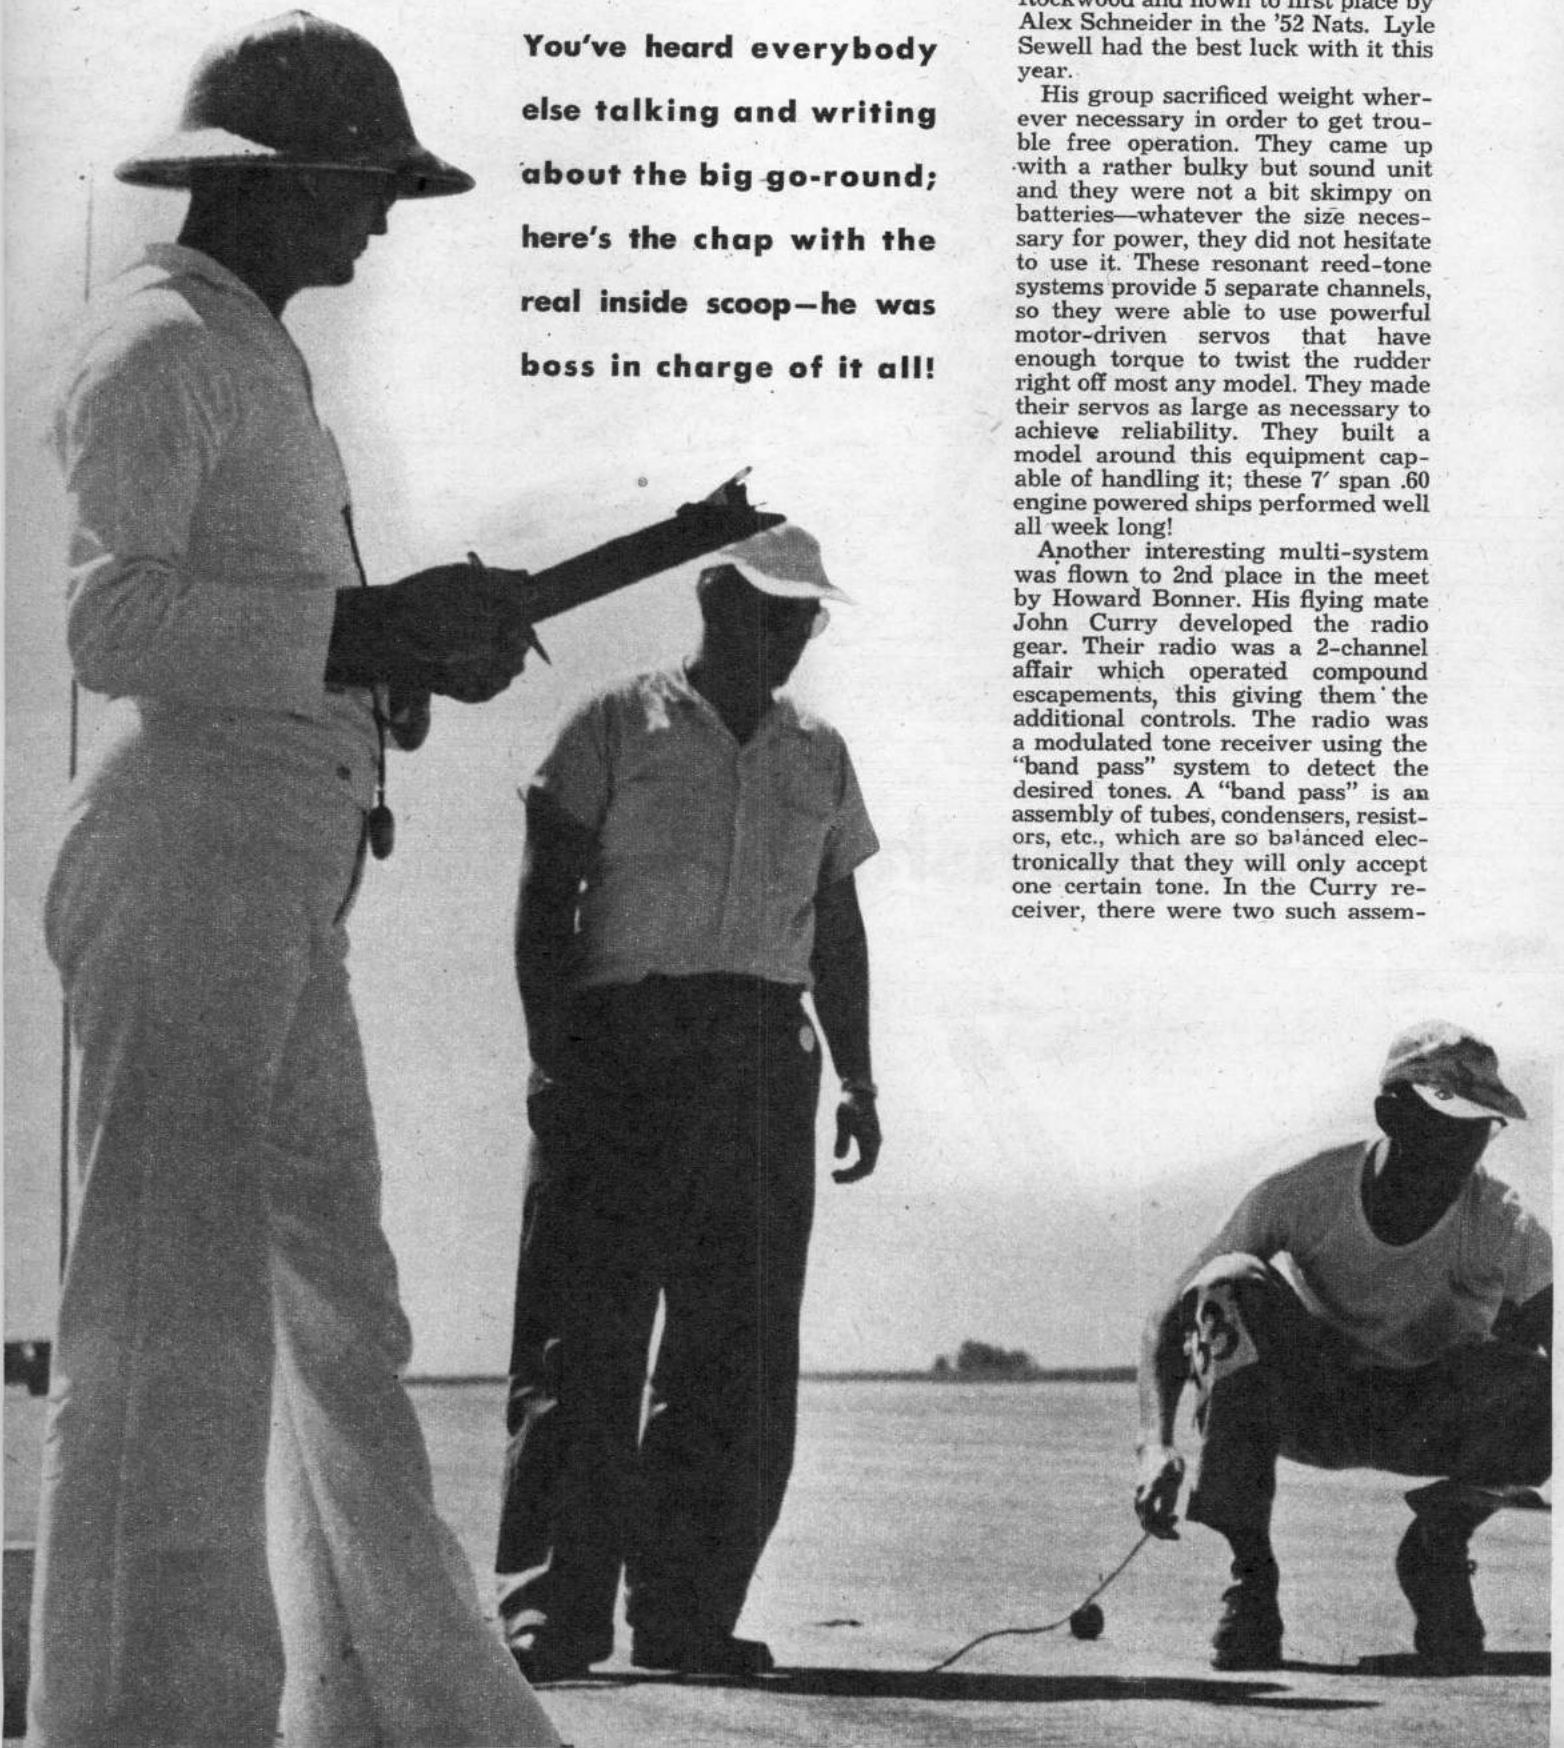 You've heard everybody
else talking and writing
about the big go-round;
here's the chap with the
real inside scoop—he was
boss in charge of it all!
Rockwood and flown to first place by
Alex Schneider in the '52 Nats. Lyle
Sewell had the best luck with it this
year.
His group sacrificed weight wher-
ever necessary in order to get trou-
ble free operation. They came up
with a rather bulky but sound unit
and they were not a bit skimpy on
batteries—whatever the size neces-
sary for power, they did not hesitate
to use it. These resonant reed-tone
systems provide 5 separate channels,
so they were able to use powerful
motor-driven servos that have
enough torque to twist the rudder
right off most any model. They made
their servos as large as necessary to
achieve reliability. They built a
model around this equipment cap-
able of handling it; these 7′ span .60
engine powered ships performed well
all week long!
Another interesting multi-system
was flown to 2nd place in the meet
by Howard Bonner. His flying mate
John Curry developed the radio
gear. Their radio was a 2-channel
affair which operated compound
escapements, this giving them the
additional controls. The radio was
a modulated tone receiver using the
“band pass” system to detect the
desired tones. A “band pass” is an
assembly of tubes, condensers, resist-
ors, etc., which are so balanced elec-
tronically that they will only accept
one certain tone. In the Curry re-
ceiver, there were two such assem-